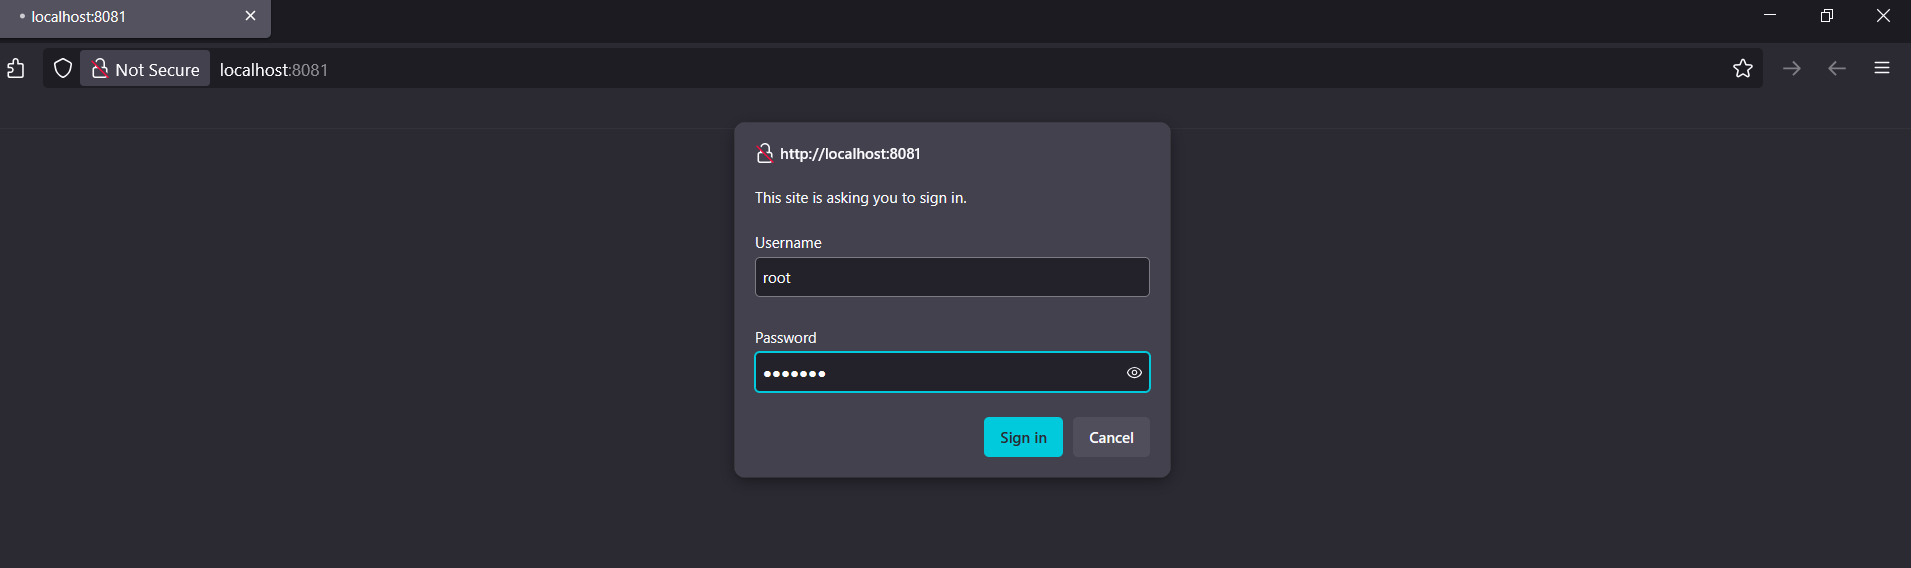 localhost:8081
Not Secure localhost:8081
http://localhost:8081
This site is asking you to sign in.
Username
root
Password
●●●●●●●
Sign in Cancel